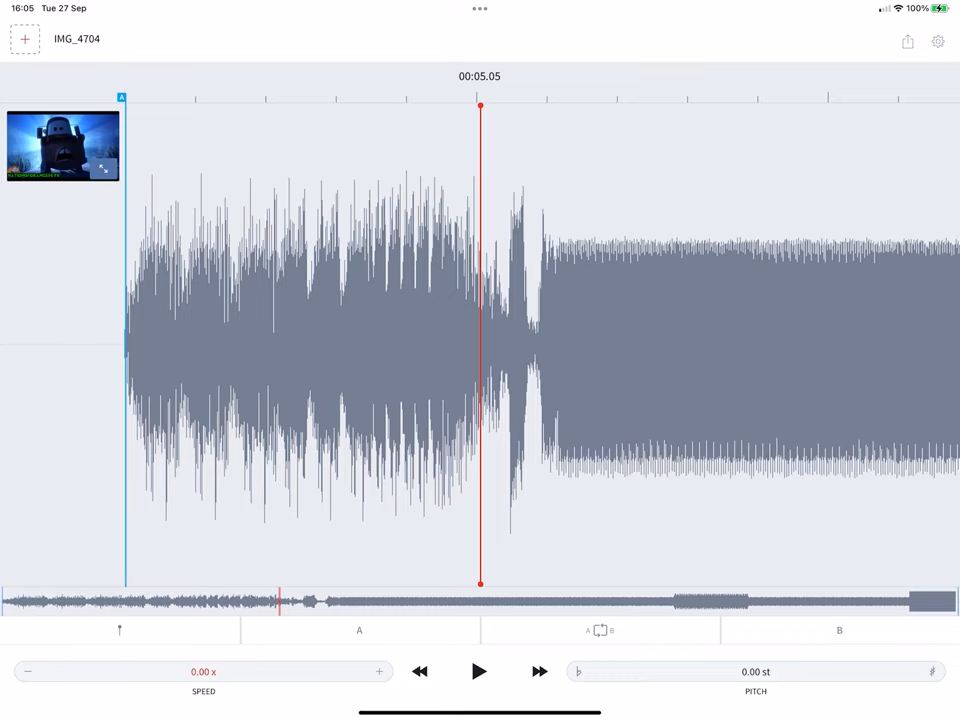 16:05 Tue 27 Sep
100%
IMG_4704
00:05.05
A
A
A B
B
0.00 x
0.00 st
SPEED
PITCH